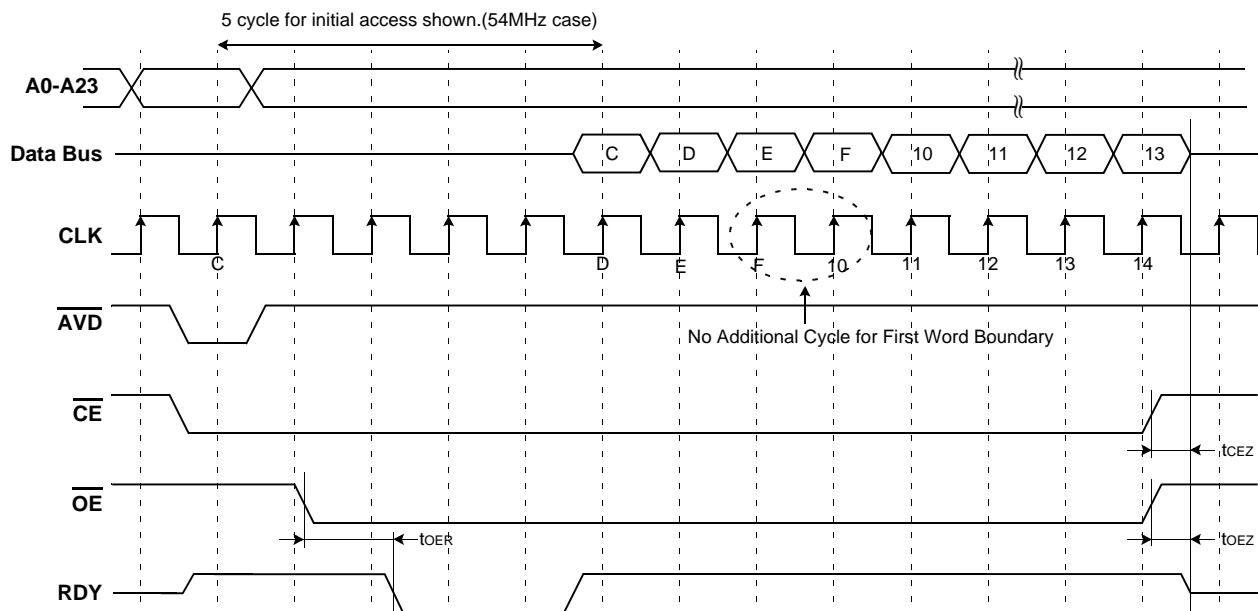 5 cycle for initial access shown.(54MHz case)
A0-A23
Data Bus
C D E F 10 11 12 13
CLK
C D E F 10 11 12 13 14
AVD
No Additional Cycle for First Word Boundary
CE
tCEZ
OE
tOER
tOEZ
RDY